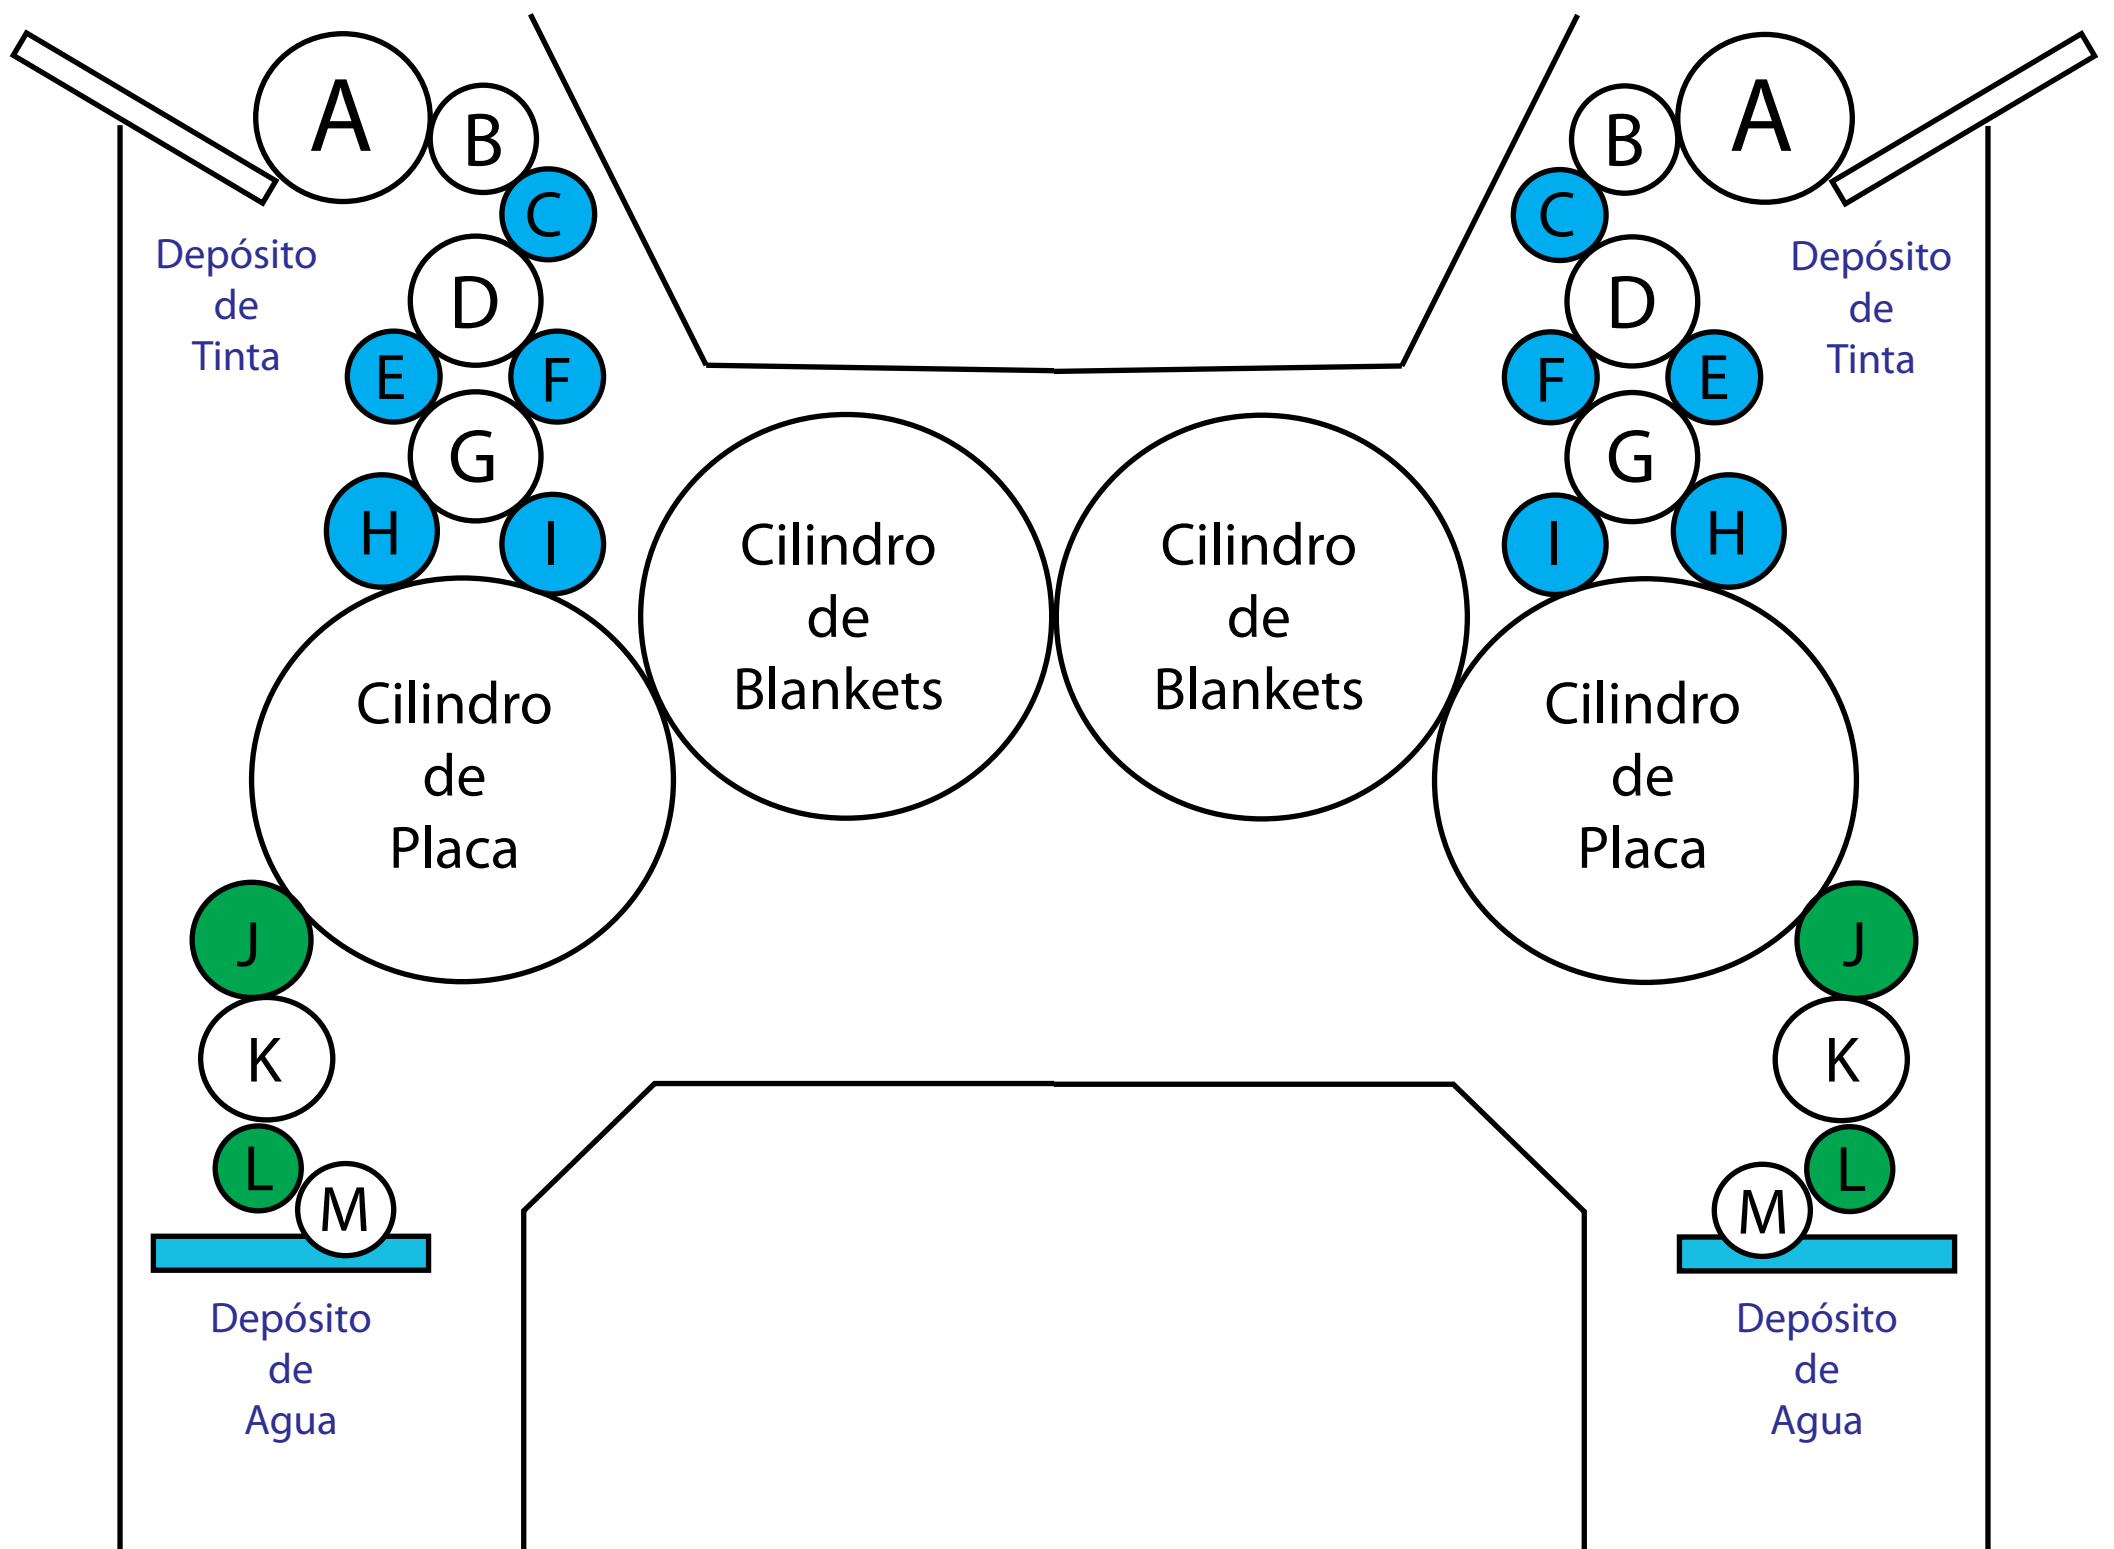 A
B
C
Depósito
de
Tinta
D
E
F
G
H
I
Cilindro
de
Blankets
Cilindro
de
Placa
J
K
L
M
Depósito
de
Agua
A
B
C
Depósito
de
Tinta
D
F
E
G
I
H
Cilindro
de
Blankets
Cilindro
de
Placa
J
K
L
M
Depósito
de
Agua